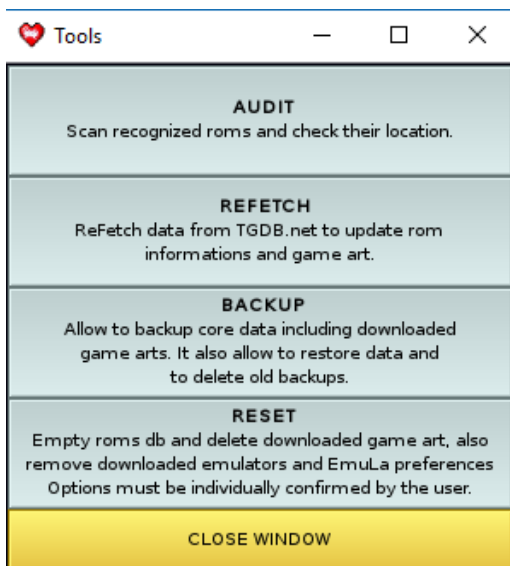 Tools
AUDIT
Scan recognized roms and check their location.
REFETCH
ReFetch data from TGDB.net to update rom
informations and game art.
BACKUP
Allow to backup core data including downloaded
game arts. It also allow to restore data and
to delete old backups.
RESET
Empty roms db and delete downloaded game art, also
remove downloaded emulators and EmuLa preferences
Options must be individually confirmed by the user.
CLOSE WINDOW